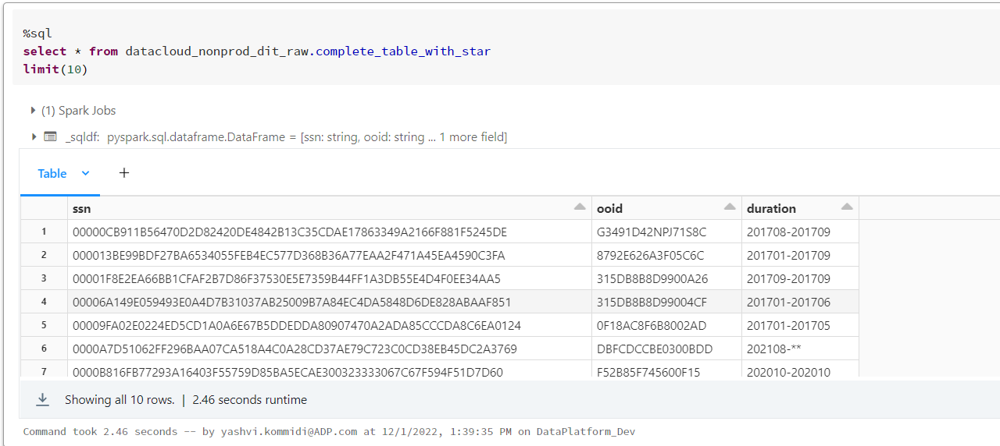 %sql
select * from datacloud_nonprod_dit_raw.complete_table_with_star
limit(10)
(1) Spark Jobs
_sqldf: pyspark.sql.dataframe.DataFrame = [ssn: string, ooid: string ... 1 more field]
Table +
ssn ooid duration
1 00000CB911B56470D2D82420DE4842B13C35CDAE17863349A2166F881F5245DE G3491D42NPJ71S8C 201708-201709
2 000013BE99BDF27BA6534055FEB4EC577D368B36A77EAA2F471A45EA4590C3FA 8792E626A3F05C6C 201701-201709
3 00001F8E2EA66BB1CFAF2B7D86F37530E5E7359B44FF1A3DB55E4D4F0EE34AA5 315DB8B8D9900A26 201709-201709
4 00006A149E059493E0A4D7B31037AB25009B7A84EC4DA5848D6DE828ABAAF851 315DB8B8D99004CF 201701-201706
5 00009FA02E0224ED5CD1A0A6E67B5DDEDDA80907470A2ADA85CCCDA8C6EA0124 0F18AC8F6B8002AD 201701-201705
6 0000A7D51062FF296BAA07CA518A4C0A28CD37AE79C723C0CD38EB45DC2A3769 DBFCDCCBE0300BDD 202108-**
7 0000B816FB77293A16403F55759D85BA5ECAE300323333067C67F594F51D7D60 F52B85F745600F15 202010-202010
Showing all 10 rows. | 2.46 seconds runtime
Command took 2.46 seconds -- by yashvi.kommidi@ADP.com at 12/1/2022, 1:39:35 PM on DataPlatform_Dev